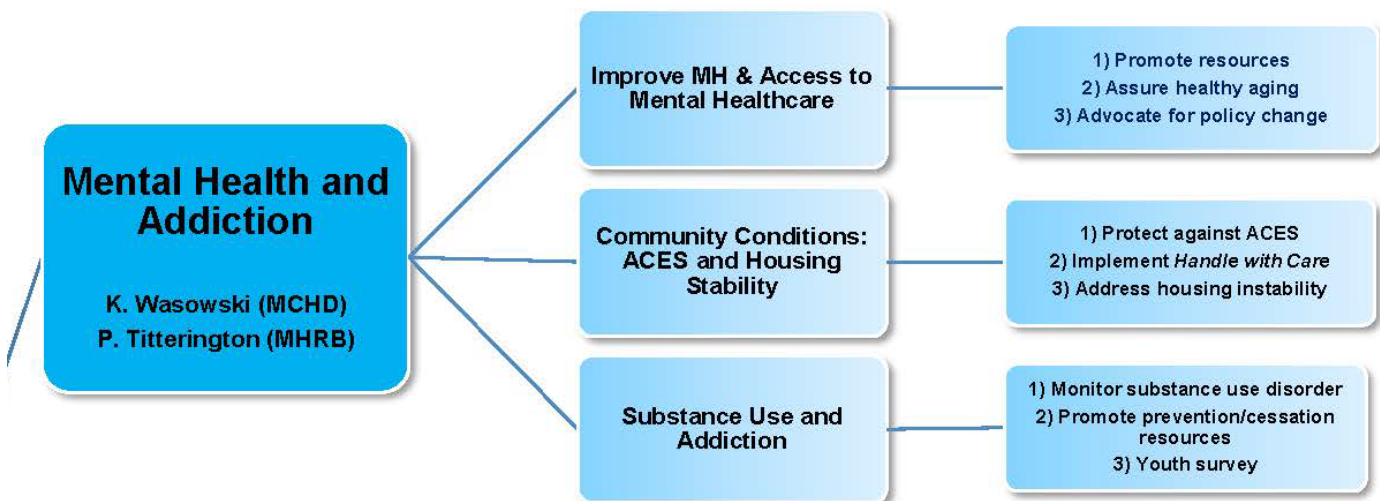 Mental Health and
Addiction
K. Wasowski (MCHD)
P. Titterington (MHRB)
Improve MH & Access to
Mental Healthcare
1) Promote resources
2) Assure healthy aging
3) Advocate for policy change
Community Conditions:
ACES and Housing
Stability
1) Protect against ACES
2) Implement Handle with Care
3) Address housing instability
Substance Use and
Addiction
1) Monitor substance use disorder
2) Promote prevention/cessation
resources
3) Youth survey